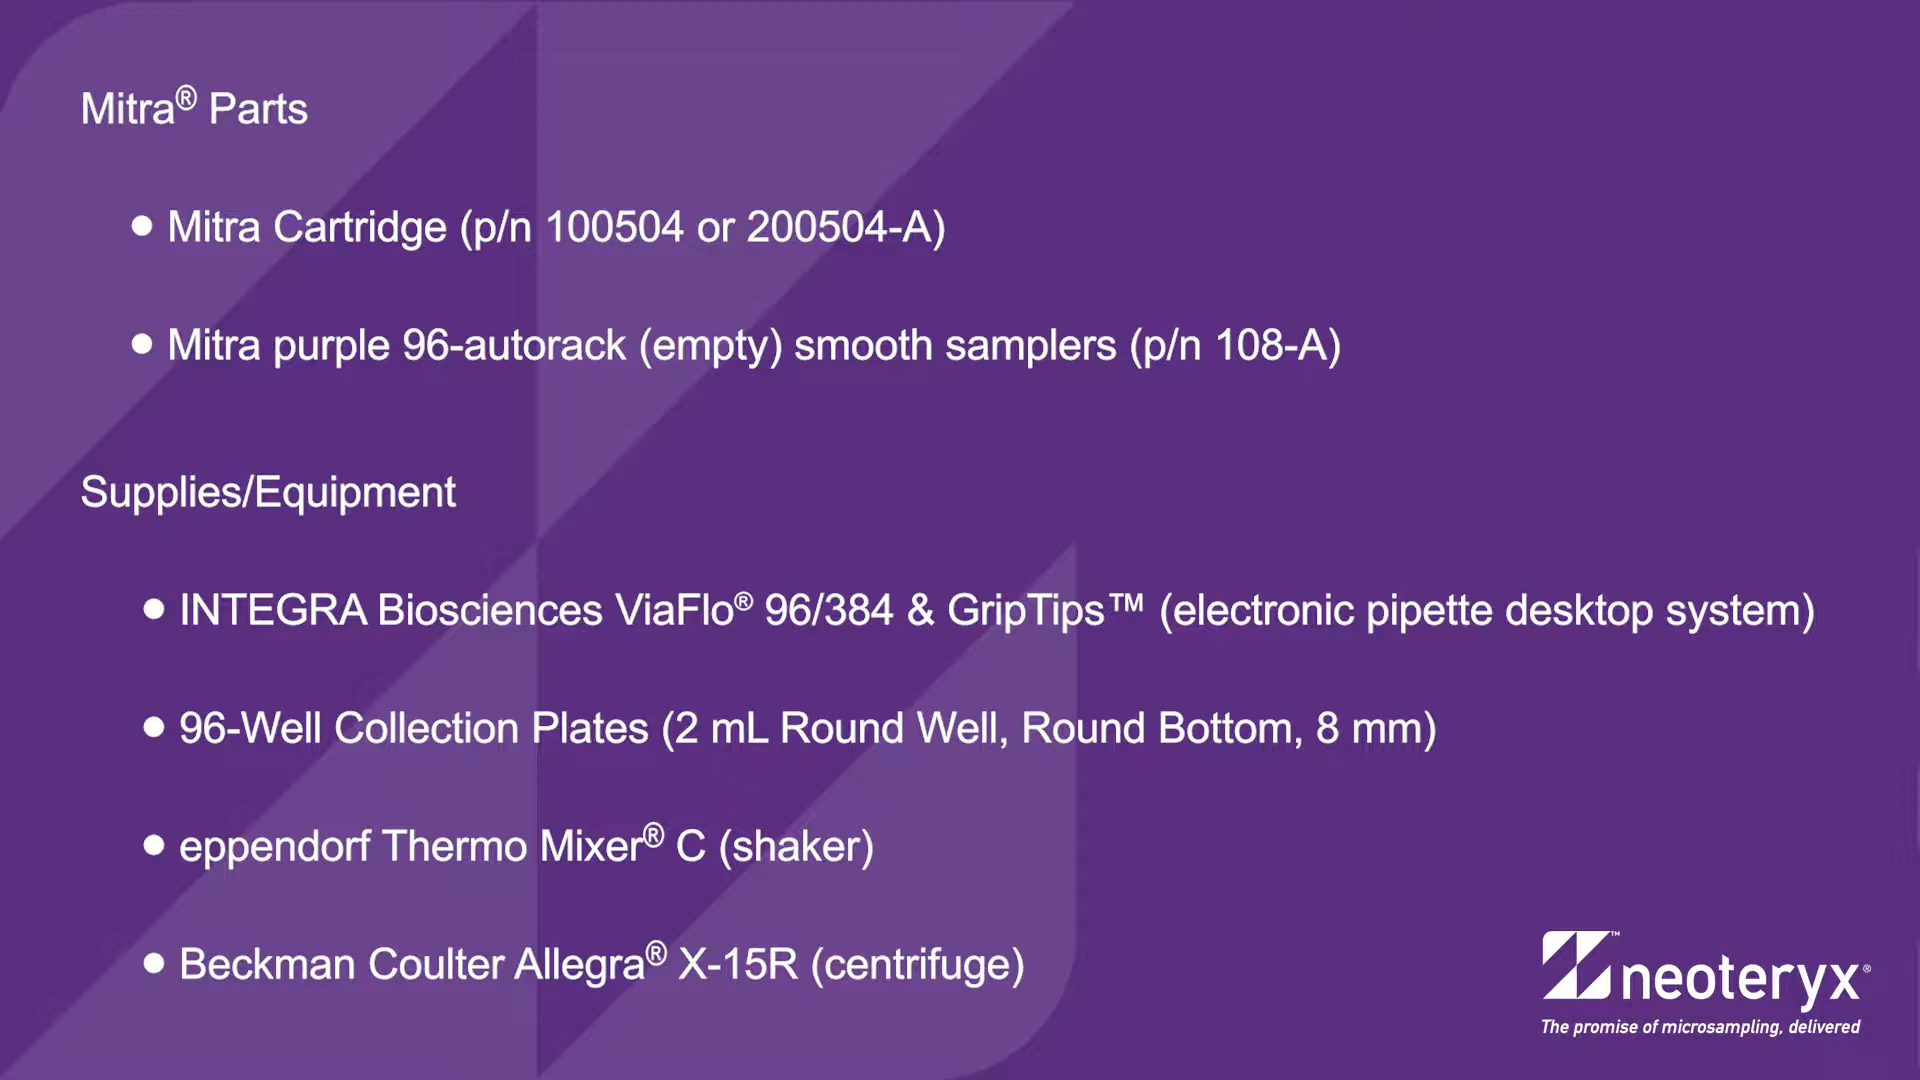 Mitra® Parts
● Mitra Cartridge (p/n 100504 or 200504-A)
● Mitra purple 96-autorack (empty) smooth samplers (p/n 108-A)
Supplies/Equipment
● INTEGRA Biosciences ViaFlo® 96/384 & GripTips™ (electronic pipette desktop system)
● 96-Well Collection Plates (2 mL Round Well, Round Bottom, 8 mm)
● eppendorf Thermo Mixer® C (shaker)
● Beckman Coulter Allegra® X-15R (centrifuge)
™ neoteryx®
The promise of microsampling, delivered